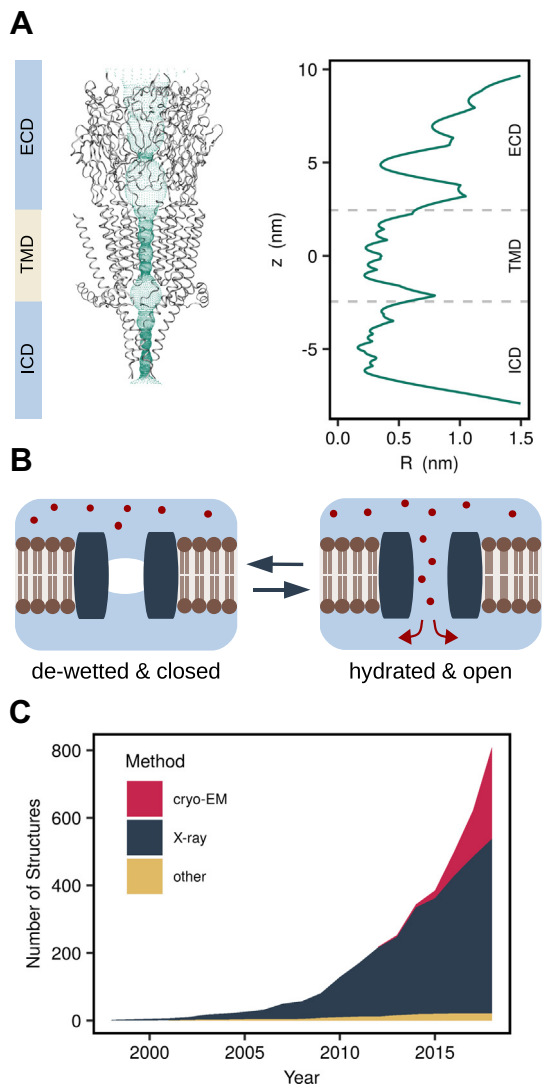 A
ECD
TMD
ICD
10
5
0
-5
z (nm)
ECD
TMD
ICD
0.0 0.5 1.0 1.5
R (nm)
B
de-wetted & closed
hydrated & open
C
Number of Structures
800
600
400
200
0
Method
cryo-EM
X-ray
other
2000 2005 2010 2015
Year